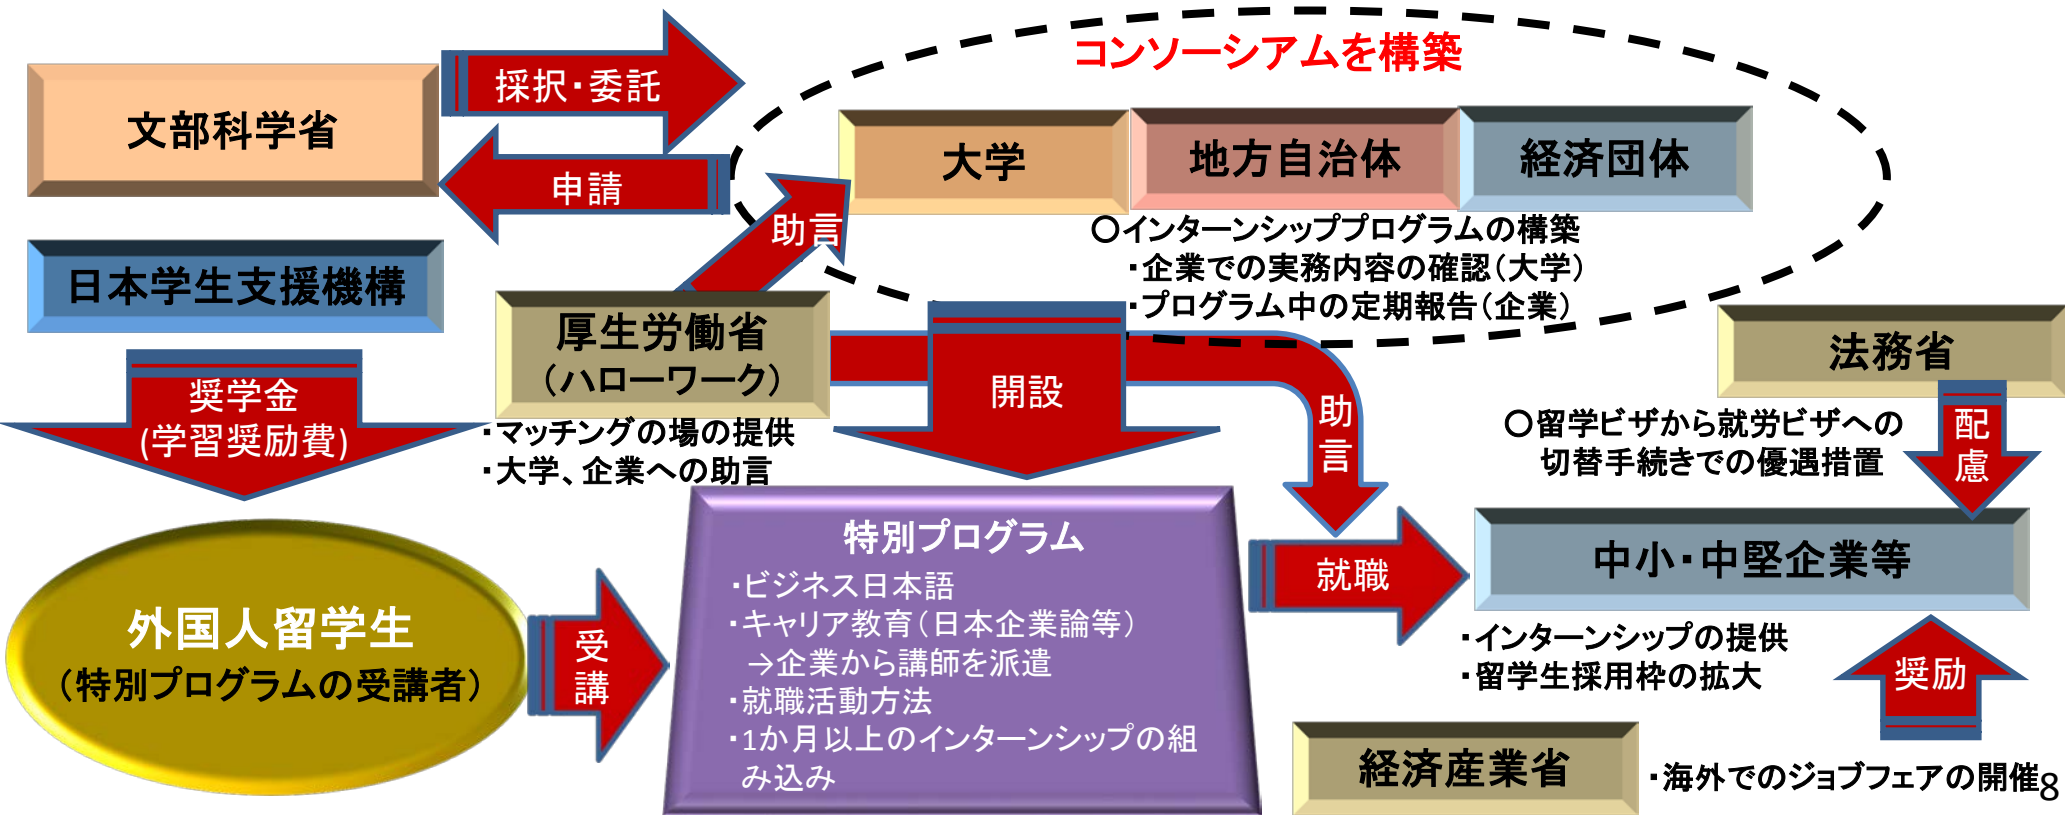 コンソーシアムを構築
文部科学省
採択・委託
申請
大学
地方自治体
経済団体
助言
○インターンシッププログラムの構築
・企業での実務内容の確認（大学）
・プログラム中の定期報告（企業）
日本学生支援機構
奨学金
(学習奨励費)
厚生労働省
（ハローワーク）
・マッチングの場の提供
・大学、企業への助言
開設
助言
法務省
○留学ビザから就労ビザへの
切替手続きでの優遇措置
配慮
外国人留学生
（特別プログラムの受講者）
受講
特別プログラム
・ビジネス日本語
・キャリア教育（日本企業論等）
→企業から講師を派遣
・就職活動方法
・1か月以上のインターンシップの組
み込み
就職
中小・中堅企業等
・インターンシップの提供
・留学生採用枠の拡大
奨励
経済産業省
・海外でのジョブフェアの開催
8